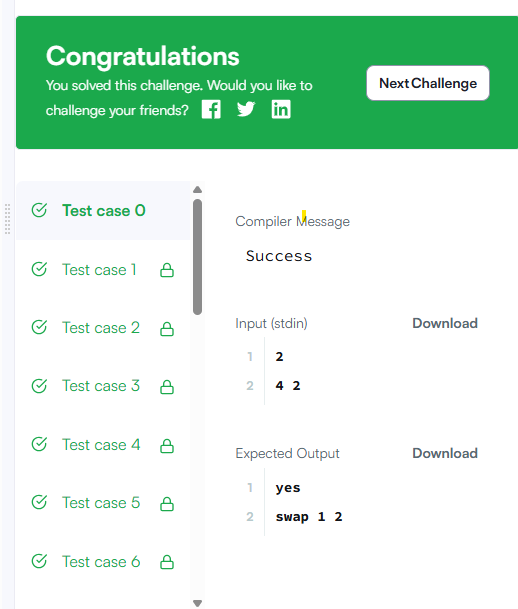 Congratulations
You solved this challenge. Would you like to
challenge your friends?
Next Challenge
Test case 0
Test case 1
Test case 2
Test case 3
Test case 4
Test case 5
Test case 6
Compiler Message
Success
Input (stdin)
Download
1 2
2 4 2
Expected Output
Download
1 yes
2 swap 1 2